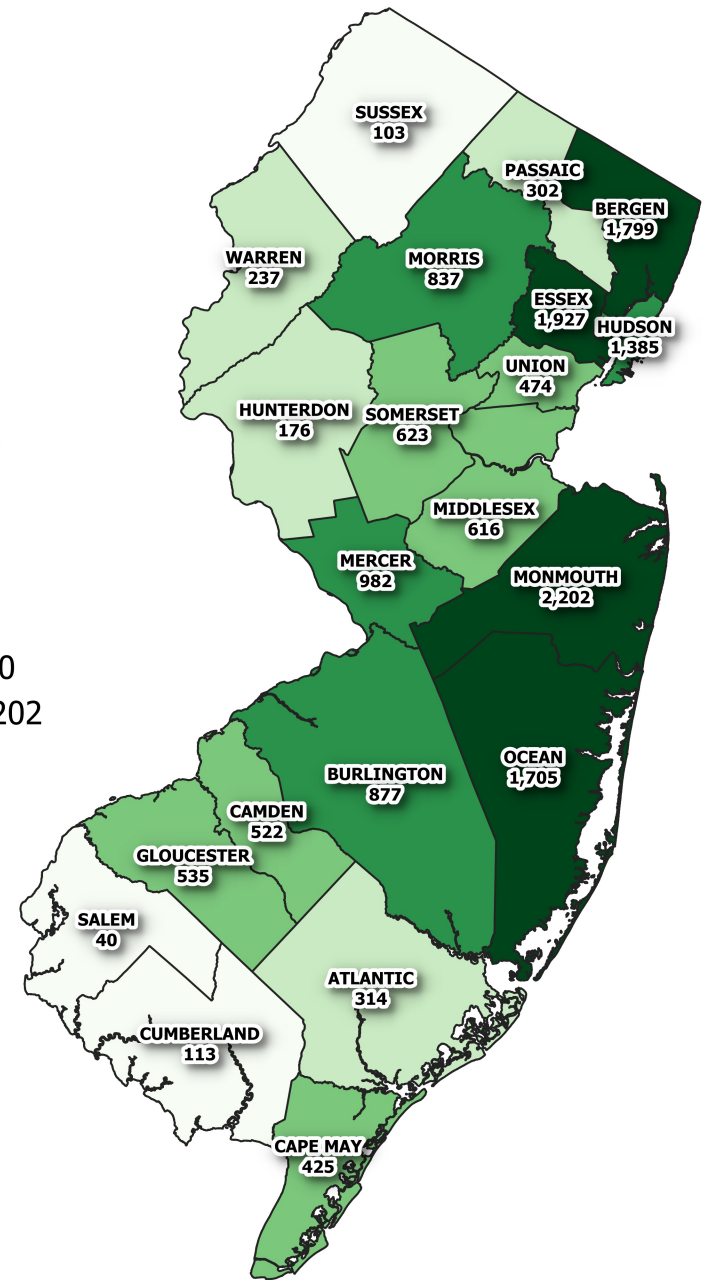 SUSSEX
103
PASSAIC
302
BERGEN
1,799
WARREN
237
MORRIS
837
ESSEX
1,927
HUDSON
1,385
UNION
474
HUNTERDON
176
SOMERSET
623
MIDDLESEX
616
MERCER
982
MONMOUTH
2,202
0
202
OCEAN
1,705
BURLINGTON
877
CAMDEN
522
GLOUCESTER
535
SALEM
40
ATLANTIC
314
CUMBERLAND
113
CAPE MAY
425